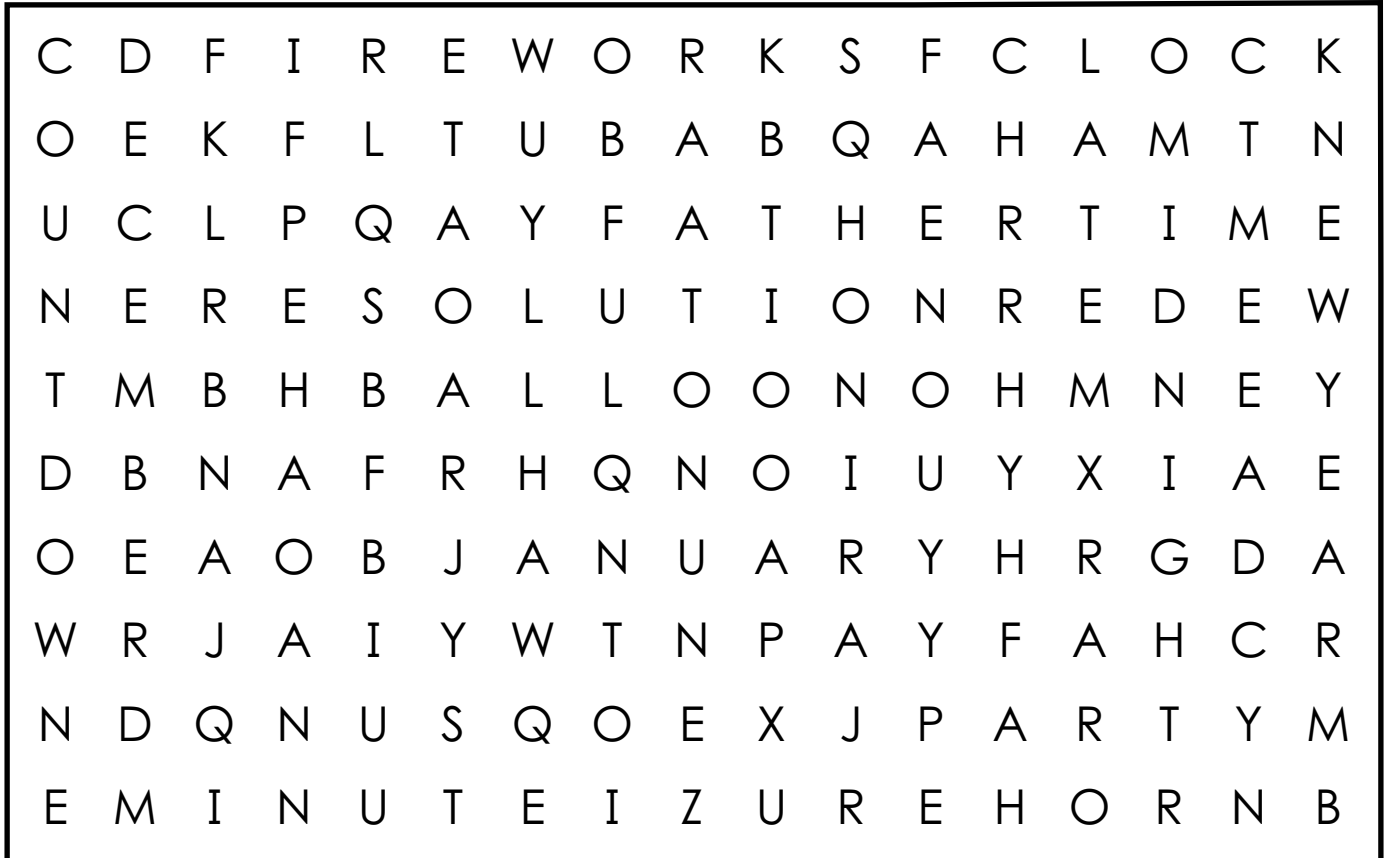 C D F I R E W O R K S F C L O C K
O E K F L T U B A B Q A H A M T N
U C L P Q A Y F A T H E R T I M E
N E R E S O L U T I O N R E D E W
T M B H B A L L O O N O H M N E Y
D B N A F R H Q N O I U Y X I A E
O E A O B J A N U A R Y H R G D A
W R J A I Y W T N P A Y F A H C R
N D Q N U S Q O E X J P A R T Y M
E M I N U T E I Z U R E H O R N B